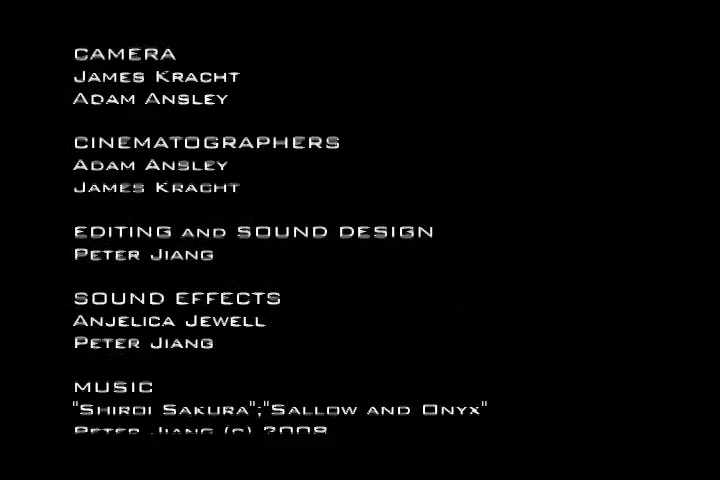 CAMERA
JAMES KRACHT
ADAM ANSLEY
CINEMATOGRAPHERS
ADAM ANSLEY
JAMES KRACHT
EDITING AND SOUND DESIGN
PETER JIANG
SOUND EFFECTS
ANJELICA JEWELL
PETER JIANG
MUSIC
"SHIROI SAKURA";"SALLOW AND ONYX"
PETER JIANG (C) 2008